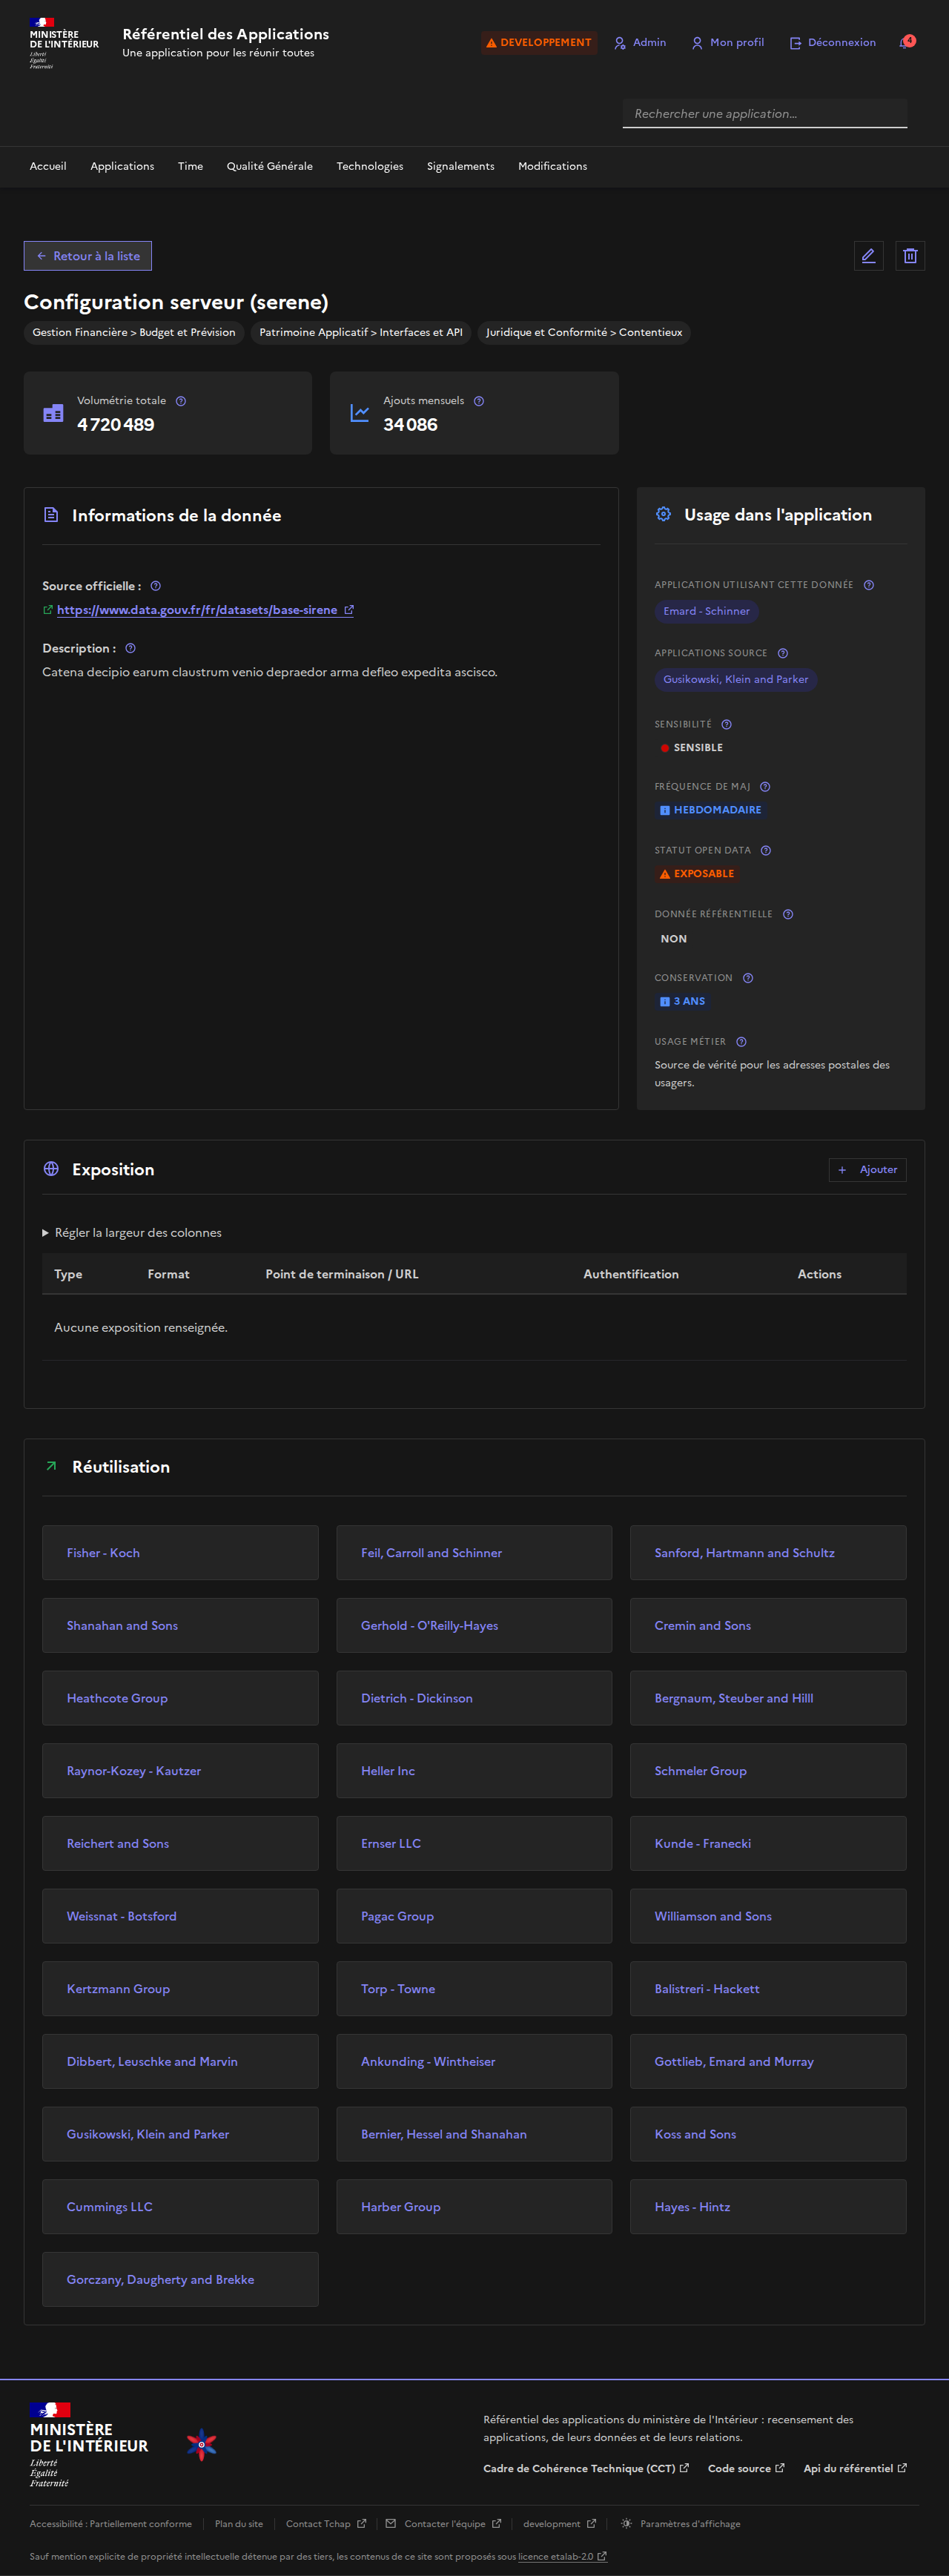 MINISTÈRE
DE L'INTÉRIEUR
Liberté
Égalité
Fraternité
Référentiel des Applications
Une application pour les réunir toutes
DEVELOPPEMENT
Admin
Mon profil
Déconnexion
4
Rechercher une application...
Accueil
Applications
Time
Qualité Générale
Technologies
Signalements
Modifications
Retour à la liste
Configuration serveur (serene)
Gestion Financière > Budget et Prévision
Patrimoine Applicatif > Interfaces et API
Juridique et Conformité > Contentieux
Volumétrie totale
4 720 489
Ajouts mensuels
34 086
Informations de la donnée
Source officielle :
https://www.data.gouv.fr/fr/datasets/base-sirene
Description :
Catena decipio earum claustrum venio depraedor arma defleo expedita ascisco.
Usage dans l'application
APPLICATION UTILISANT CETTE DONNÉE
Emard - Schinner
APPLICATIONS SOURCE
Gusikowski, Klein and Parker
SENSIBILITÉ
SENSIBLE
FRÉQUENCE DE MAJ
HEBDOMADAIRE
STATUT OPEN DATA
EXPOSABLE
DONNÉE RÉFÉRENTIELLE
NON
CONSERVATION
3 ANS
USAGE MÉTIER
Source de vérité pour les adresses postales des
usagers.
Exposition
Ajouter
Régler la largeur des colonnes
Type
Format
Point de terminaison / URL
Authentification
Actions
Aucune exposition renseignée.
Réutilisation
Fisher - Koch
Feil, Carroll and Schinner
Sanford, Hartmann and Schultz
Shanahan and Sons
Gerhold - O'Reilly-Hayes
Cremin and Sons
Heathcote Group
Dietrich - Dickinson
Bergnaum, Steuber and Hilll
Raynor-Kozey - Kautzer
Heller Inc
Schmeler Group
Reichert and Sons
Ernser LLC
Kunde - Franecki
Weissnat - Botsford
Pagac Group
Williamson and Sons
Kertzmann Group
Torp - Towne
Balistreri - Hackett
Dibbert, Leuschke and Marvin
Ankunding - Wintheiser
Gottlieb, Emard and Murray
Gusikowski, Klein and Parker
Bernier, Hessel and Shanahan
Koss and Sons
Cummings LLC
Harber Group
Hayes - Hintz
Gorczany, Daugherty and Brekke
MINISTÈRE
DE L'INTÉRIEUR
Liberté
Égalité
Fraternité
Référentiel des applications du ministère de l'Intérieur : recensement des
applications, de leurs données et de leurs relations.
Cadre de Cohérence Technique (CCT)
Code source
Api du référentiel
Accessibilité : Partiellement conforme
Plan du site
Contact Tchap
Contacter l'équipe
development
Paramètres d'affichage
Sauf mention explicite de propriété intellectuelle détenue par des tiers, les contenus de ce site sont proposés sous licence etalab-2.0